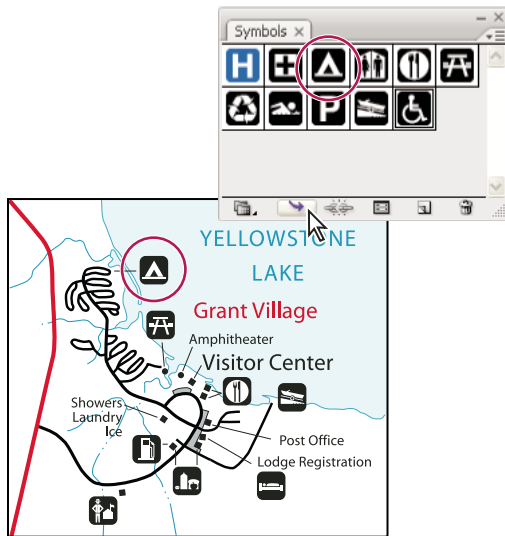 Symbols ×
H
P
YELLOWSTONE
LAKE
Grant Village
Amphitheater
Visitor Center
Showers
Laundry
Ice
Post Office
Lodge Registration